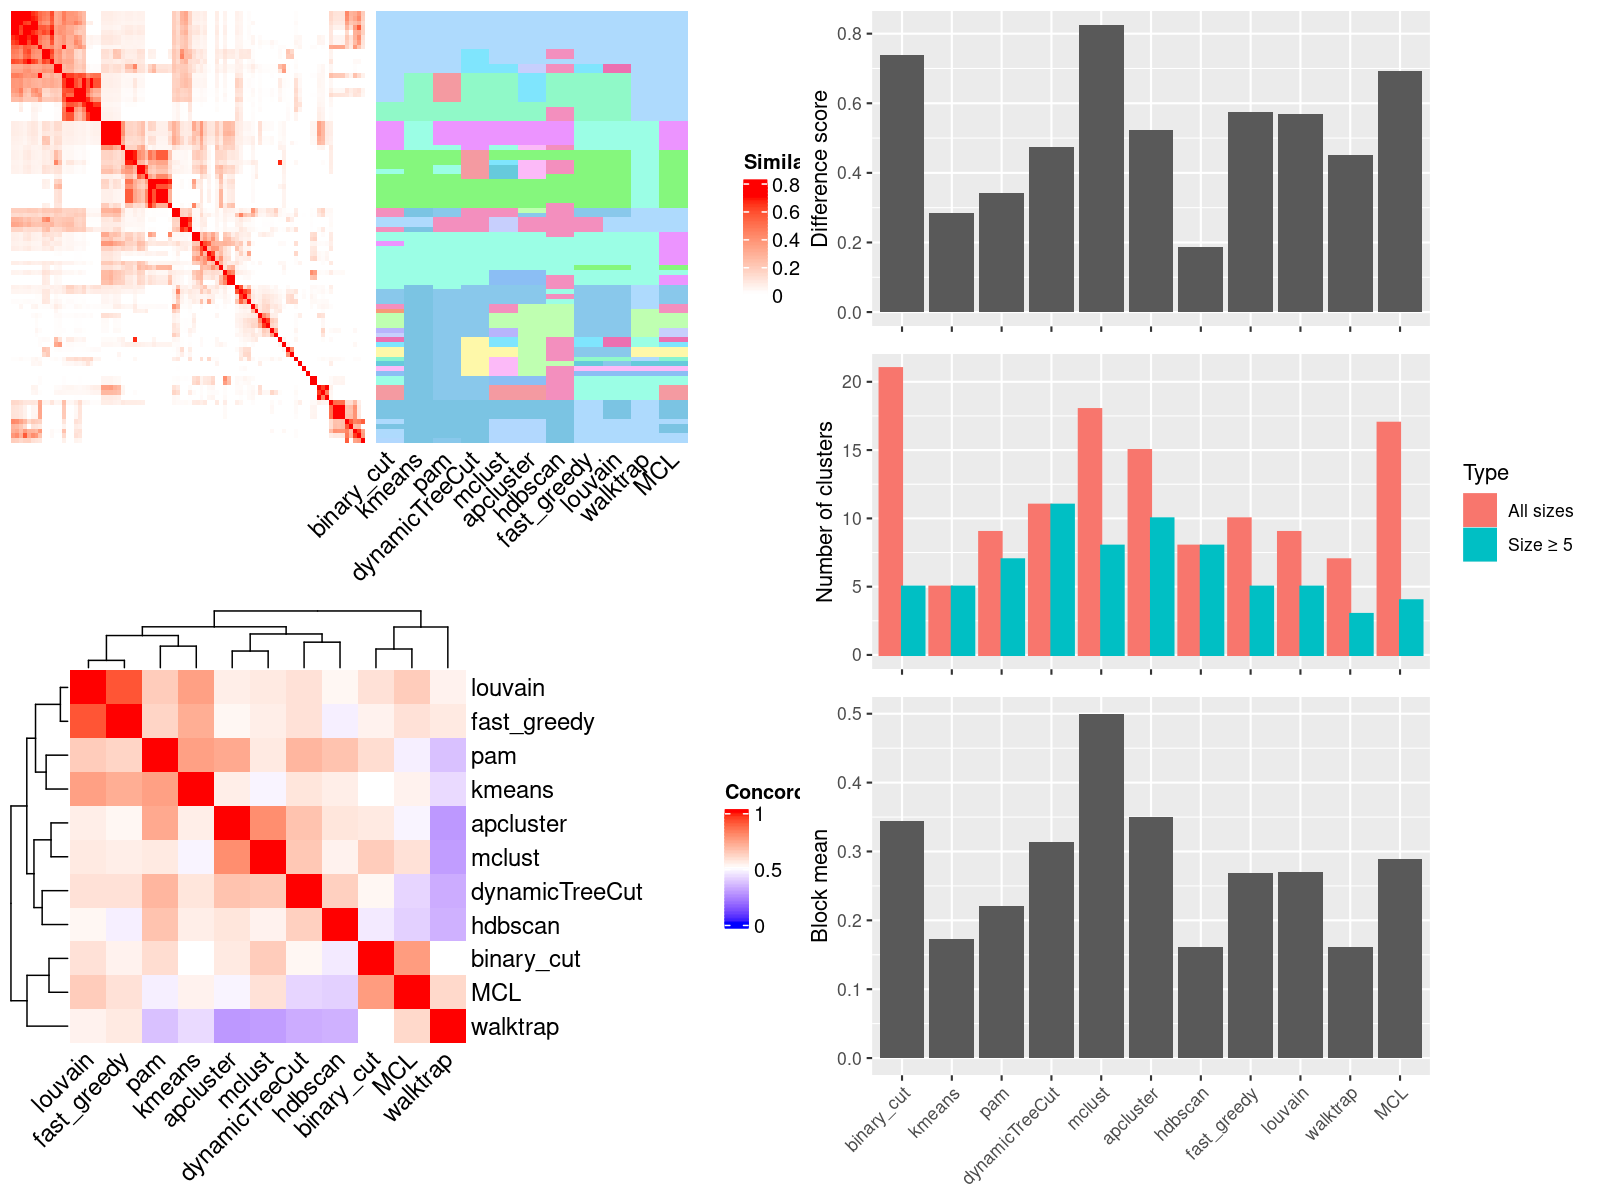 Simila
0.8
0.6
0.4
0.2
0
binary_cut
kmeans
pam
dynamicTreeCut
mclust
apcluster
hdbscan
fast_greedy
louvain
walktrap
MCL
louvain
fast_greedy
pam
kmeans
apcluster
mclust
dynamicTreeCut
hdbscan
binary_cut
MCL
walktrap
louvain
fast_greedy
pam
kmeans
apcluster
mclust
dynamicTreeCut
hdbscan
binary_cut
MCL
walktrap
Concord
1
0.5
0
Difference score
0.8
0.6
0.4
0.2
0.0
Number of clusters
20
15
10
5
0
Type
All sizes
Size ≥ 5
Block mean
0.5
0.4
0.3
0.2
0.1
0.0
binary_cut
kmeans
pam
dynamicTreeCut
mclust
apcluster
hdbscan
fast_greedy
louvain
walktrap
MCL